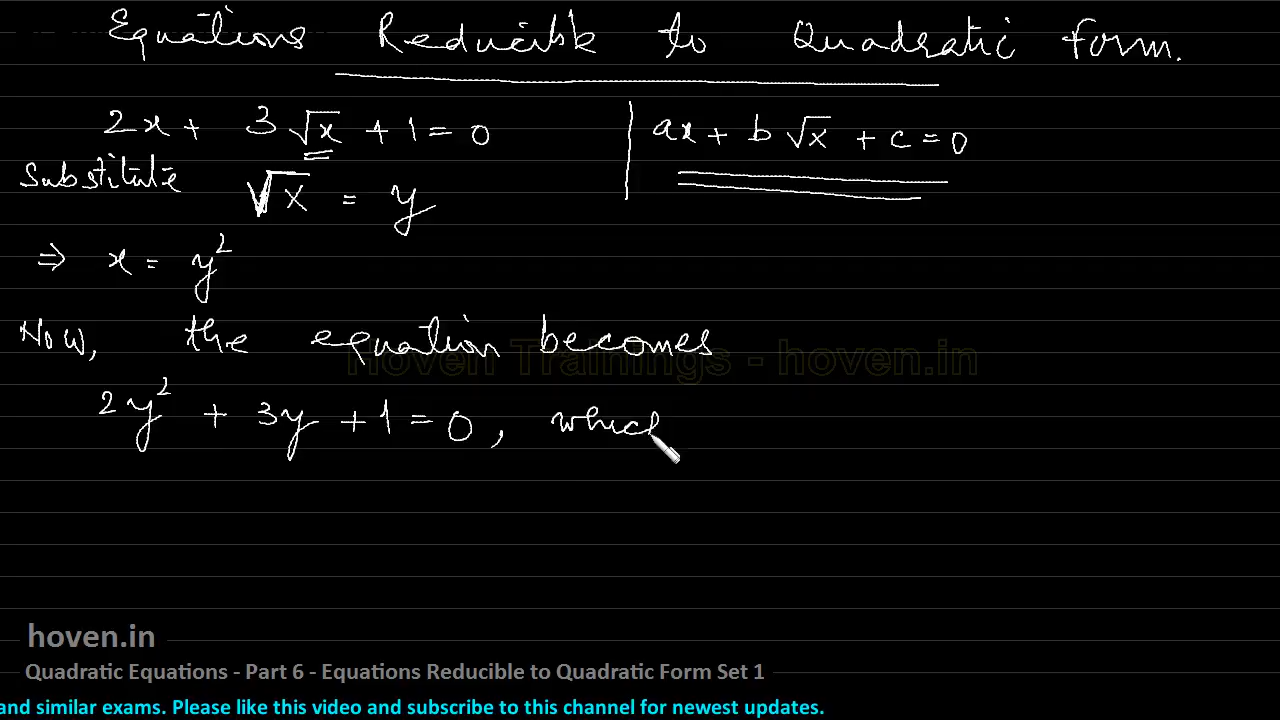 Equations Reducible to Quadratic form.
2x + 3√x + 1 = 0
ax + b√x + c = 0
Substitute √x = y
⇒ x = y²
Now, the equation becomes
Hoven Trainings - hoven.in
2y² + 3y + 1 = 0, which
hoven.in
Quadratic Equations - Part 6 - Equations Reducible to Quadratic Form Set 1
and similar exams. Please like this video and subscribe to this channel for newest updates.